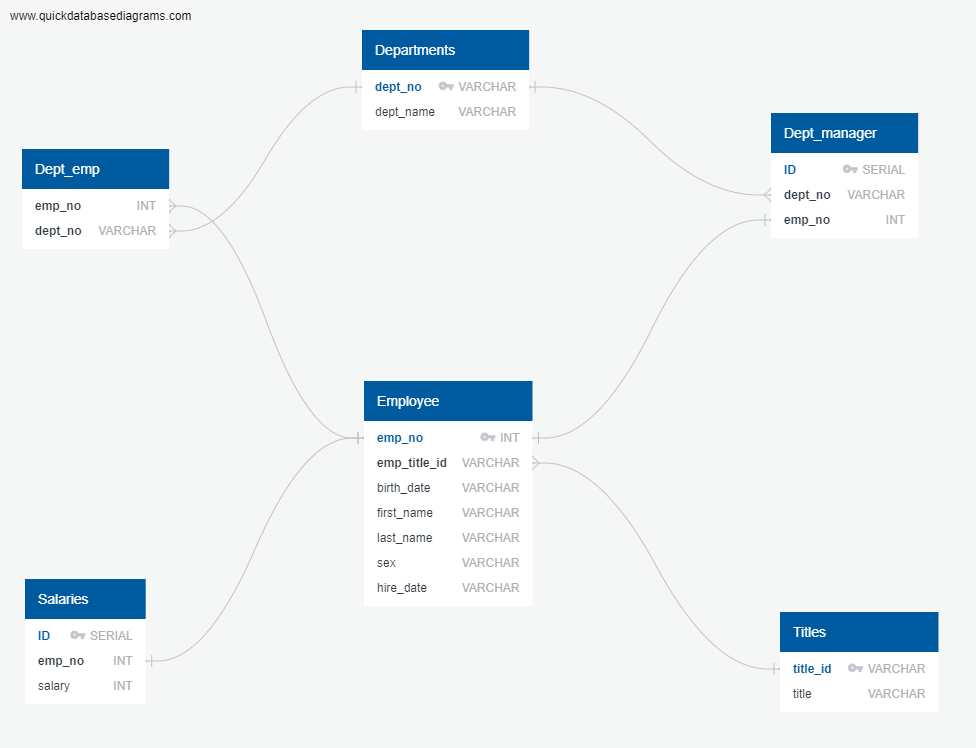 www.quickdatabasediagrams.com
Departments
dept_no VARCHAR
dept_name VARCHAR
Dept_manager
ID SERIAL
dept_no VARCHAR
emp_no INT
Dept_emp
emp_no INT
dept_no VARCHAR
Employee
emp_no INT
emp_title_id VARCHAR
birth_date VARCHAR
first_name VARCHAR
last_name VARCHAR
sex VARCHAR
hire_date VARCHAR
Salaries
ID SERIAL
emp_no INT
salary INT
Titles
title_id VARCHAR
title VARCHAR